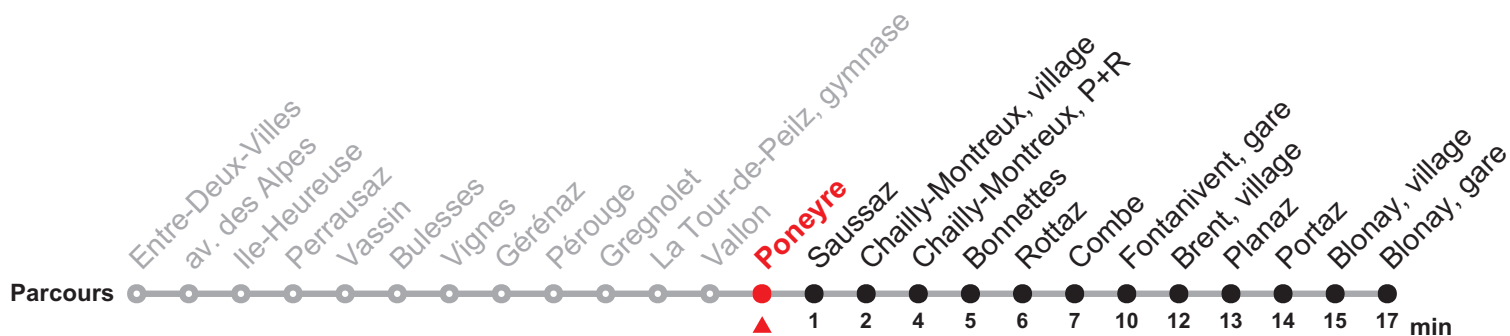 Entre-Deux-Villes
av. des Alpes
Ile-Heureuse
Perrausaz
Vassin
Bulesses
Vignes
Gérénaz
Pérouge
Gregnolet
La Tour-de-Peilz, gymnase
Vallon
Poneyre
Saussaz
Chailly-Montreux, village
Chailly-Montreux, P+R
Bonnettes
Rottaz
Combe
Fontanivent, gare
Brent, village
Planaz
Portaz
Blonay, village
Blonay, gare
Parcours
1 2 4 5 6 7 10 12 13 14 15 17 min